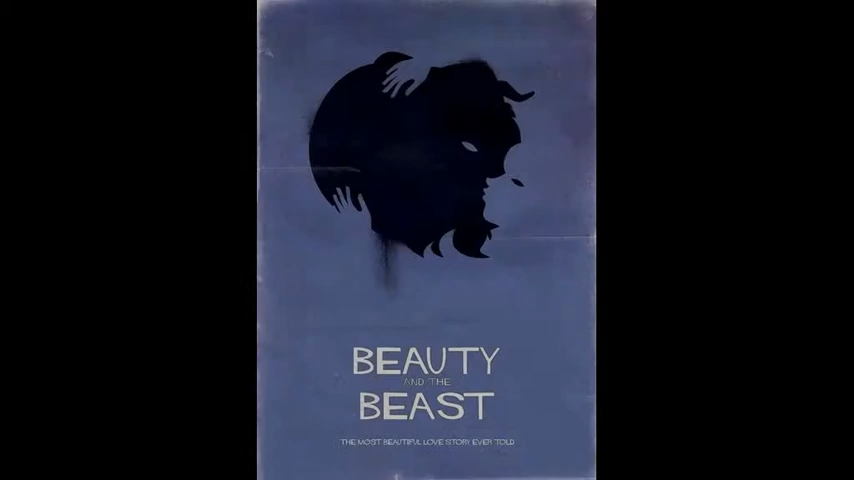 BEAUTY
AND THE
BEAST
THE MOST BEAUTIFUL LOVE STORY EVER TOLD